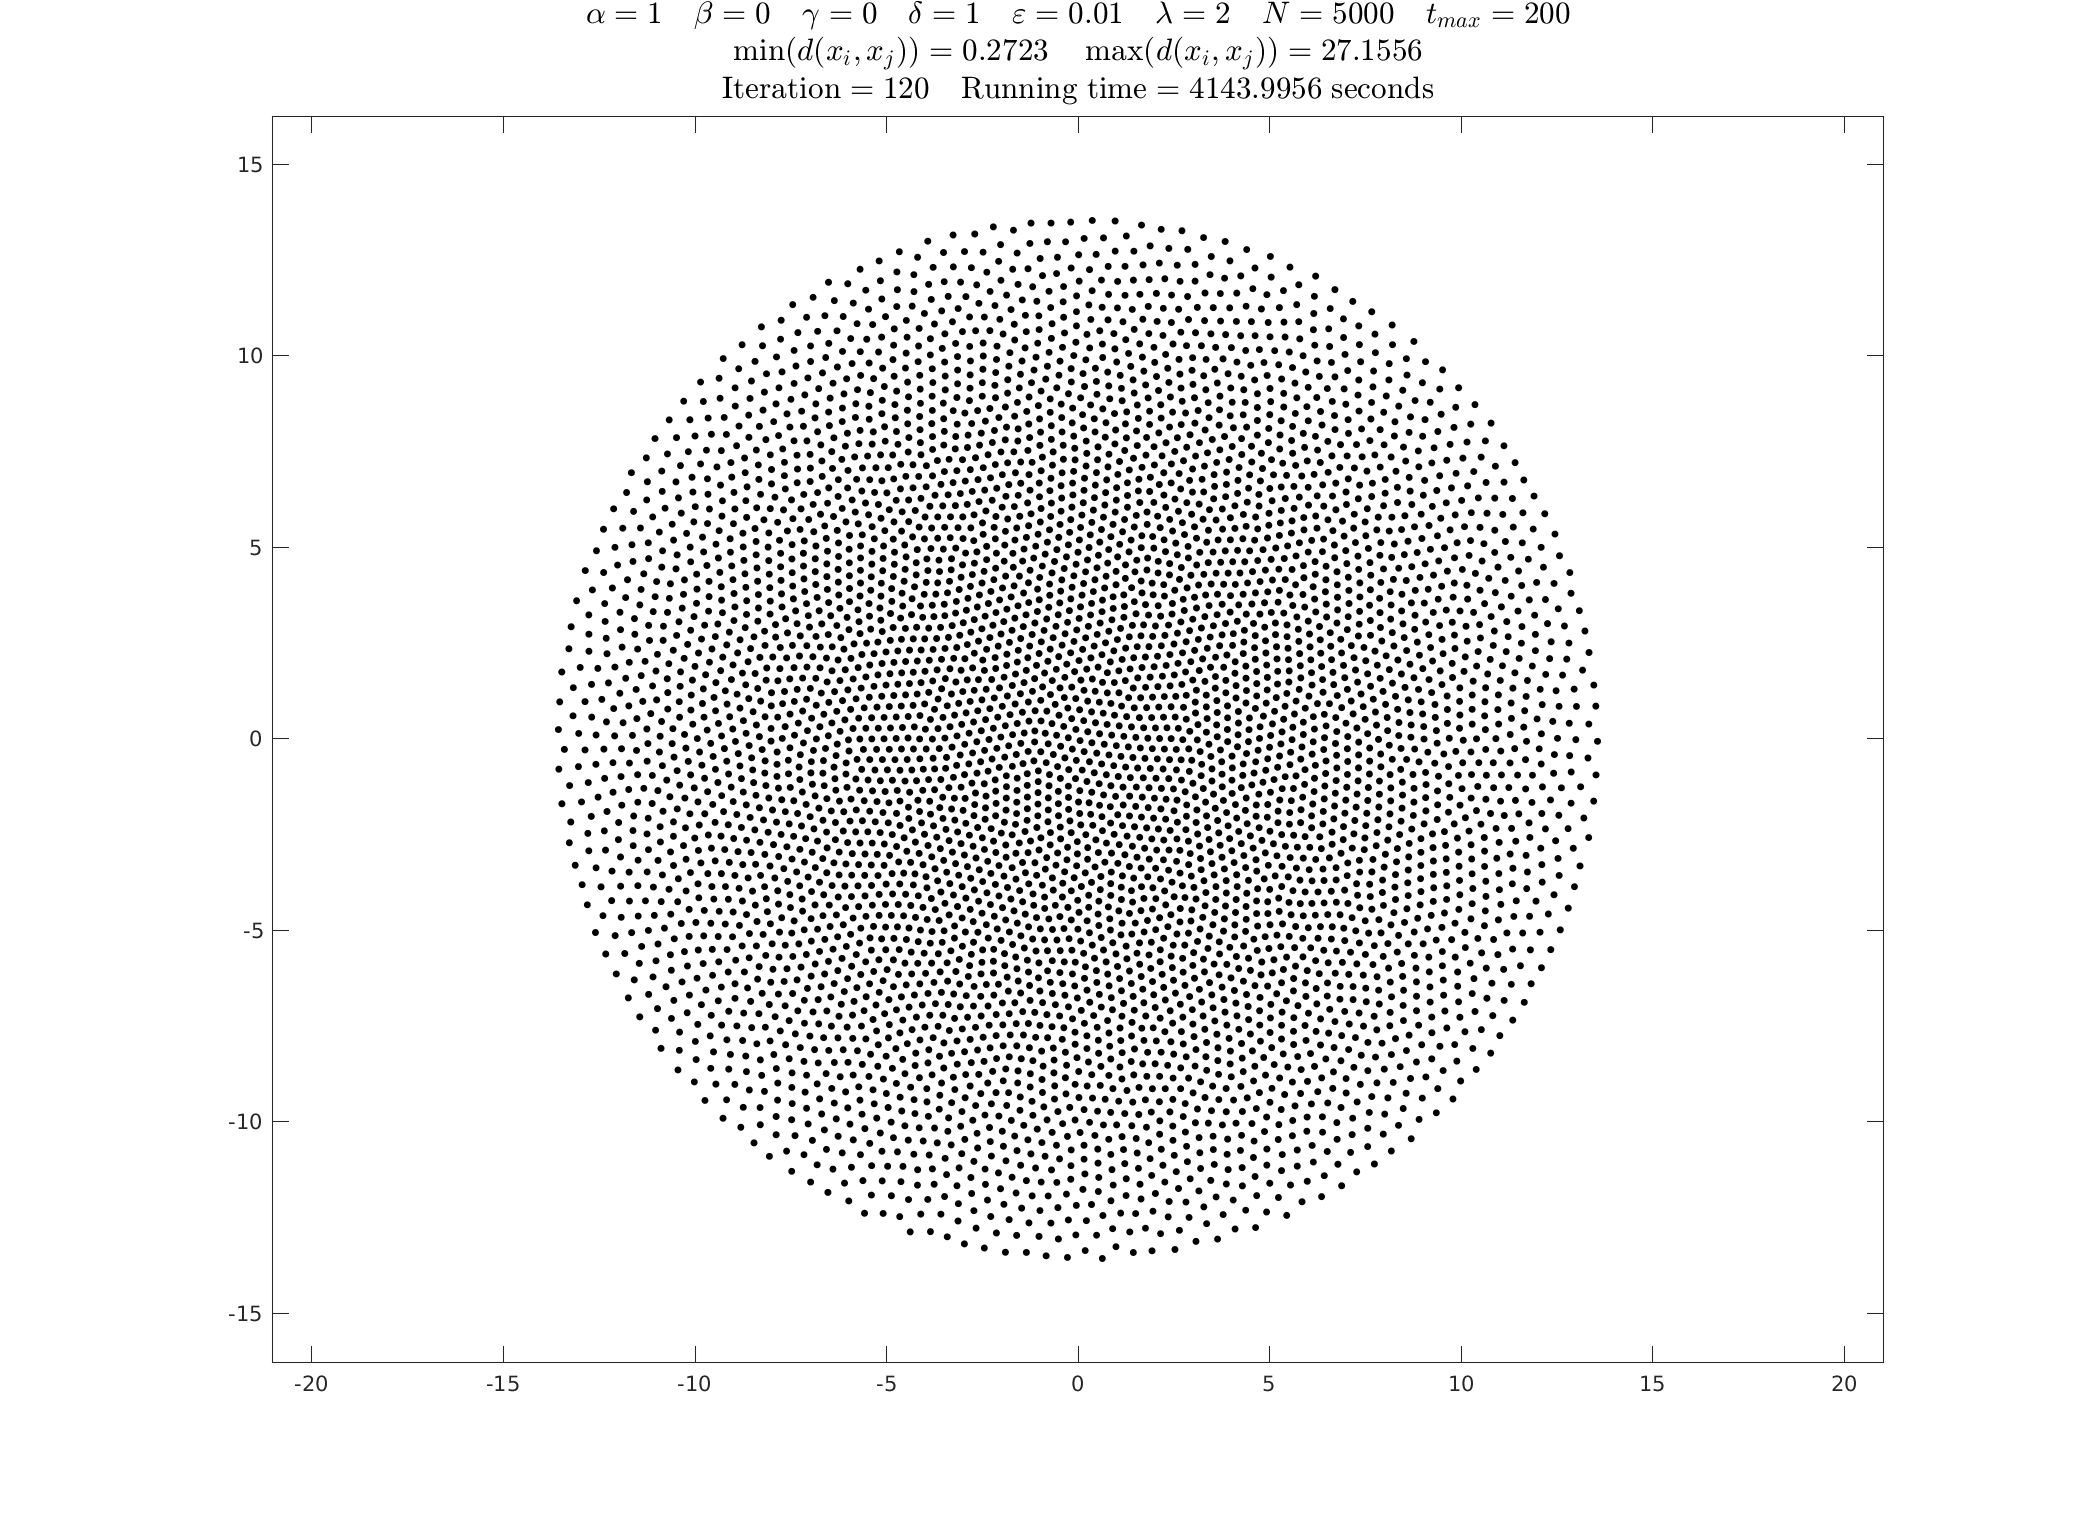 α = 1 β = 0 γ = 0 δ = 1 ε = 0.01 λ = 2 N = 5000 t_max = 200
min(d(x_i, x_j)) = 0.2723 max(d(x_i, x_j)) = 27.1556
Iteration = 120 Running time = 4143.9956 seconds
15
10
5
0
-5
-10
-15
-20 -15 -10 -5 0 5 10 15 20